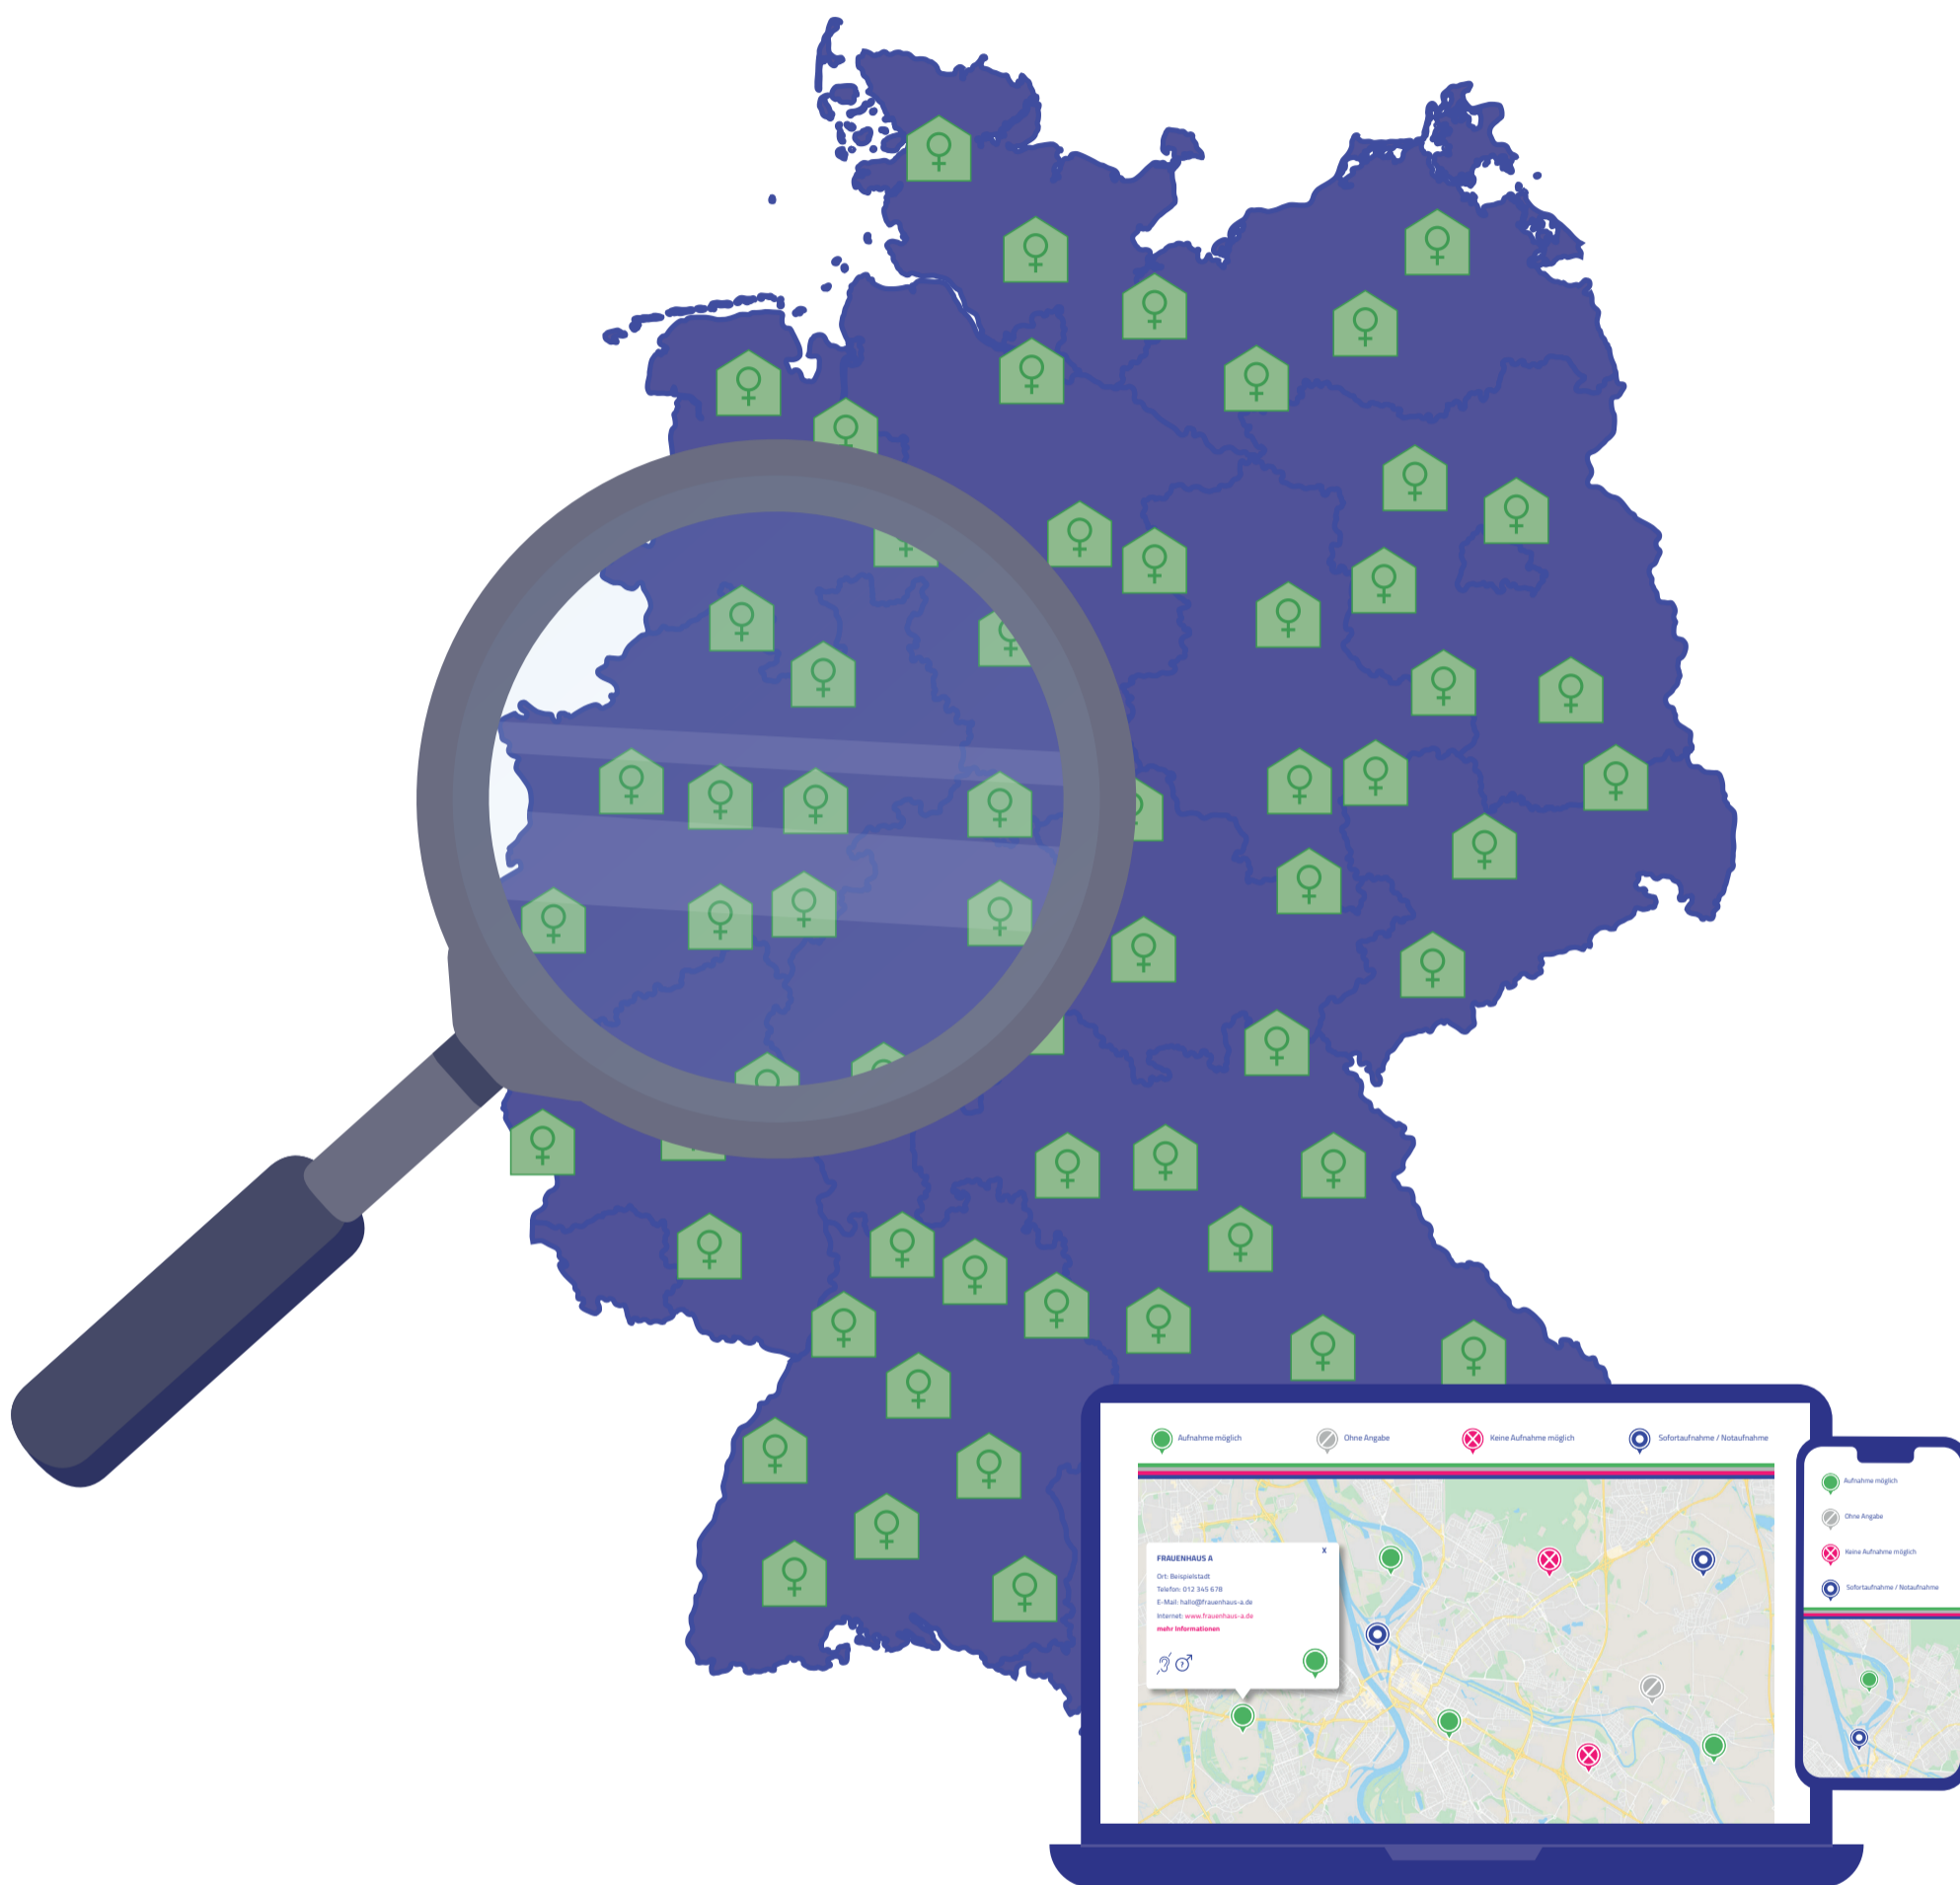 Aufnahme möglich
Ohne Angabe
Keine Aufnahme möglich
Sofortaufnahme / Notaufnahme
FRAUENHAUS A
X
Ort: Beispielstadt
Telefon: 012 345 678
E-Mail: hallo@frauenhaus-a.de
Internet: www.frauenhaus-a.de
mehr Informationen
Aufnahme möglich
Ohne Angabe
Keine Aufnahme möglich
Sofortaufnahme / Notaufnahme